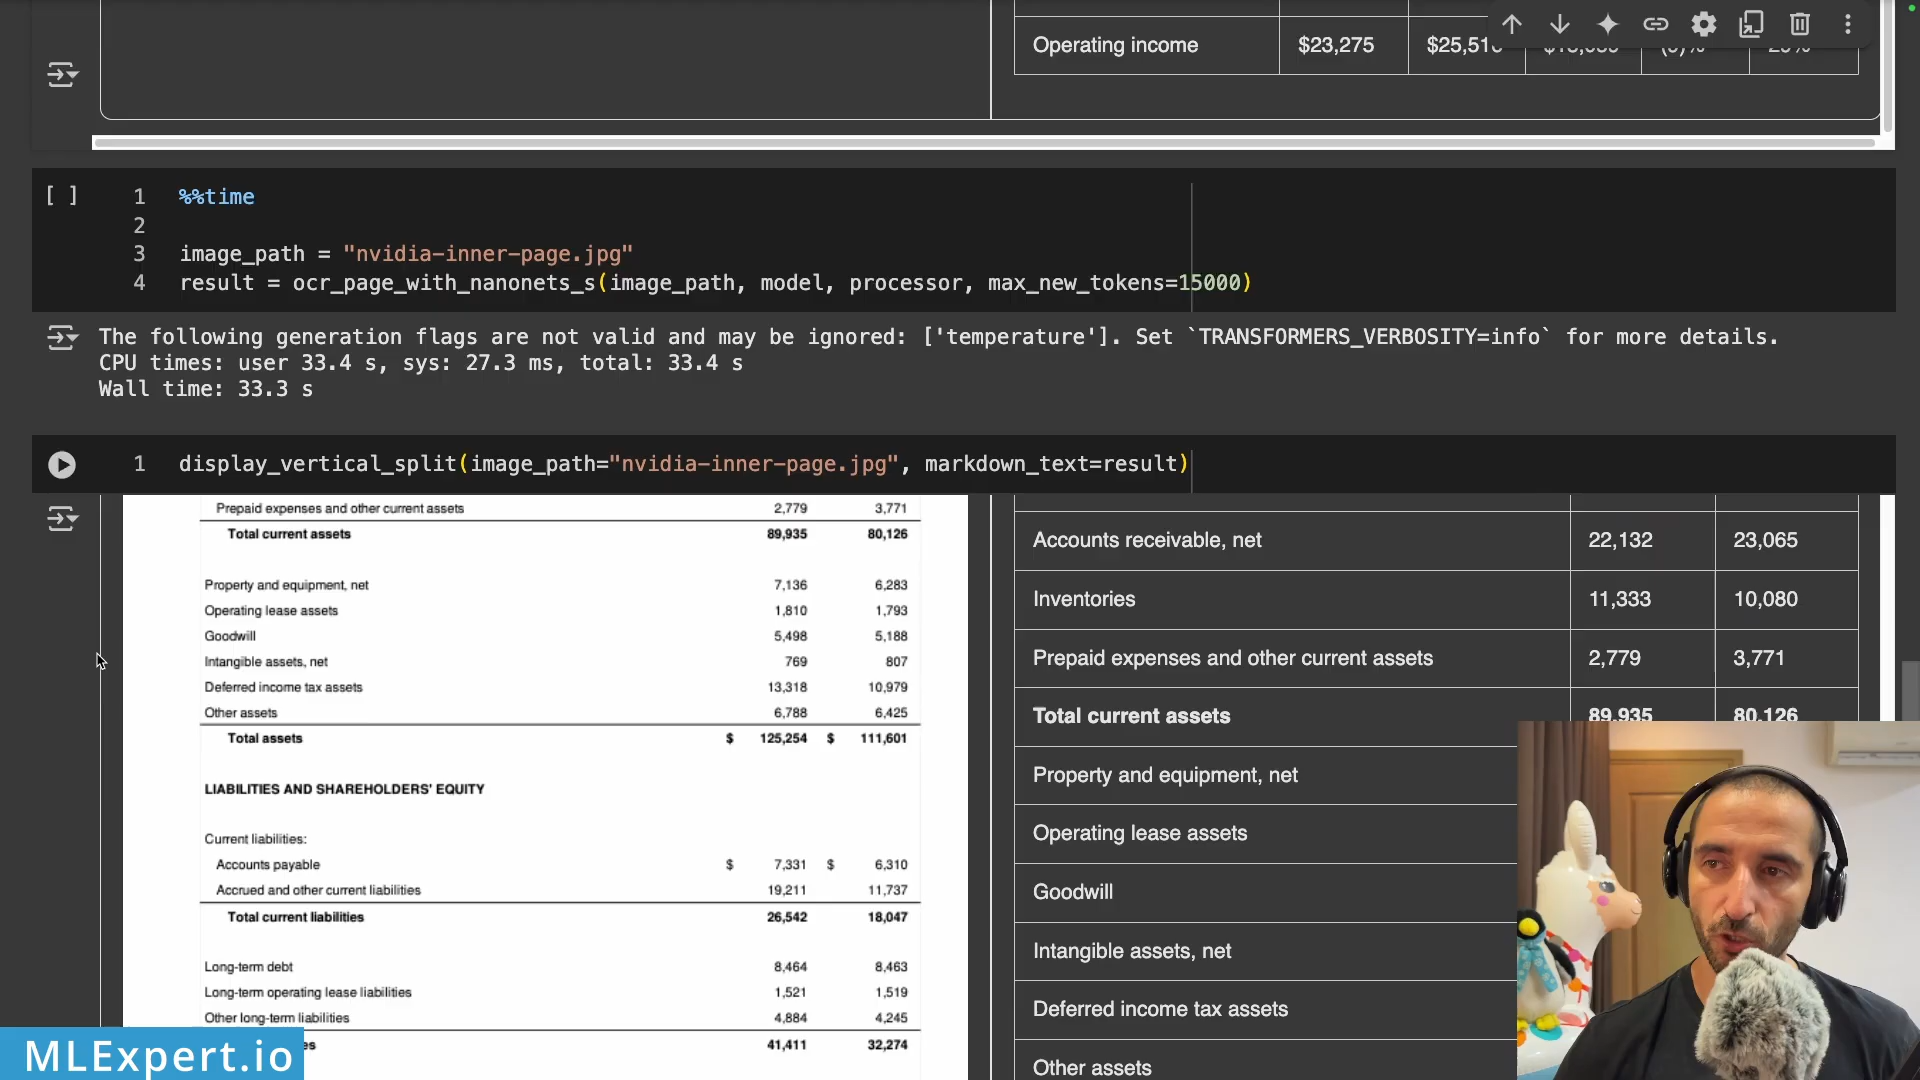 Operating income $23,275
[ ] 1 %%time
2
3 image_path = "nvidia-inner-page.jpg"
4 result = ocr_page_with_nanonets_s(image_path, model, processor, max_new_tokens=15000)
The following generation flags are not valid and may be ignored: ['temperature']. Set `TRANSFORMERS_VERBOSITY=info` for more details.
CPU times: user 33.4 s, sys: 27.3 ms, total: 33.4 s
Wall time: 33.3 s
1 display_vertical_split(image_path="nvidia-inner-page.jpg", markdown_text=result)
Prepaid expenses and other current assets 2,779 3,771
Total current assets 89,935 80,126
Property and equipment, net 7,136 6,283
Operating lease assets 1,810 1,793
Goodwill 5,498 5,188
Intangible assets, net 769 807
Deferred income tax assets 13,318 10,979
Other assets 6,788 6,425
Total assets $ 125,254 $ 111,601
LIABILITIES AND SHAREHOLDERS' EQUITY
Current liabilities:
Accounts payable $ 7,331 $ 6,310
Accrued and other current liabilities 19,211 11,737
Total current liabilities 26,542 18,047
Long-term debt 8,464 8,463
Long-term operating lease liabilities 1,521 1,519
Other long-term liabilities 4,884 4,245
41,411 32,274
Accounts receivable, net 22,132 23,065
Inventories 11,333 10,080
Prepaid expenses and other current assets 2,779 3,771
Total current assets 89,935 80,126
Property and equipment, net
Operating lease assets
Goodwill
Intangible assets, net
Deferred income tax assets
Other assets
MLExpert.io